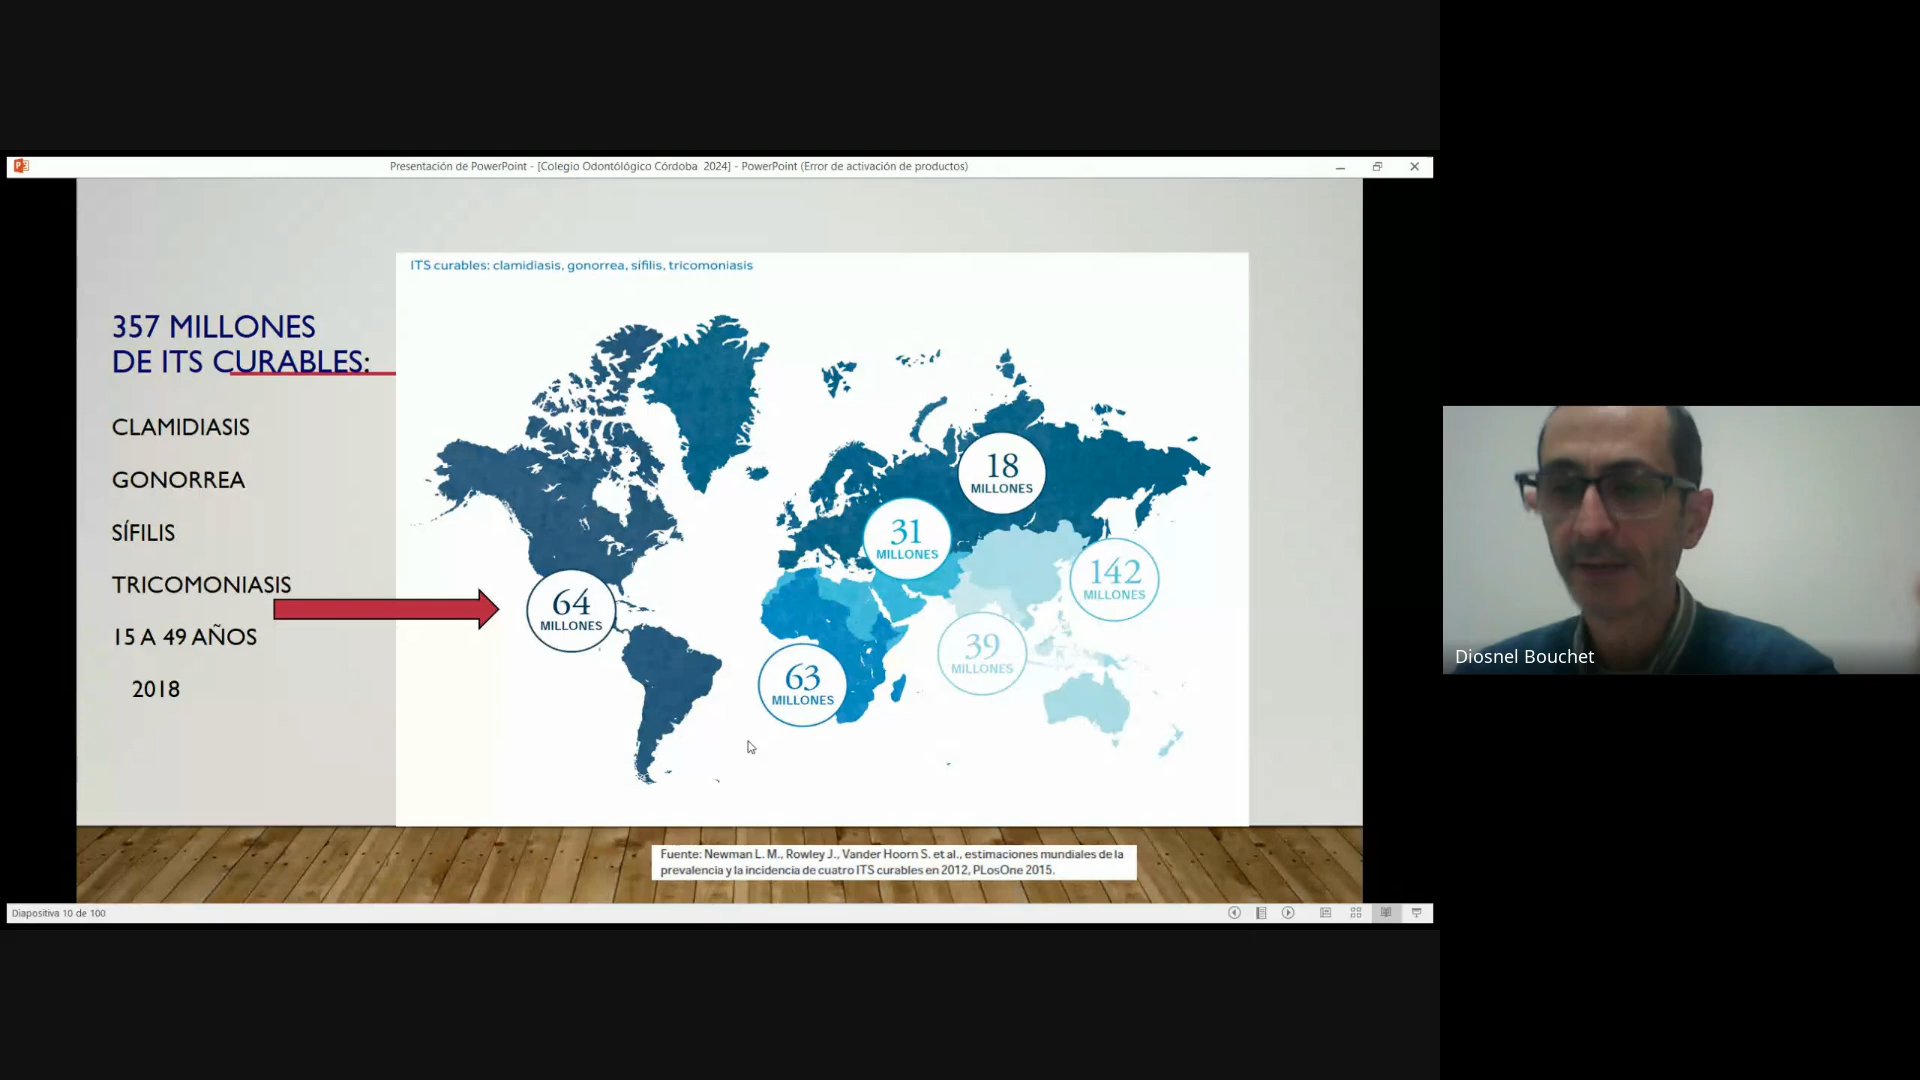 Presentación de PowerPoint - [Colegio Odontólógico Córdoba  2024] - PowerPoint (Error de activación de productos)
ITS curables: clamidiasis, gonorrea, sífilis, tricomoniasis
357 MILLONES
DE ITS CURABLES:
CLAMIDIASIS
GONORREA
SÍFILIS
TRICOMONIASIS
15 A 49 AÑOS
2018
18
MILLONES
31
MILLONES
142
MILLONES
64
MILLONES
39
MILLONES
63
MILLONES
Fuente: Newman L. M., Rowley J., Vander Hoorn S. et al., estimaciones mundiales de la
prevalencia y la incidencia de cuatro ITS curables en 2012, PLosOne 2015.
Diapositiva 10 de 100
Diosnel Bouchet